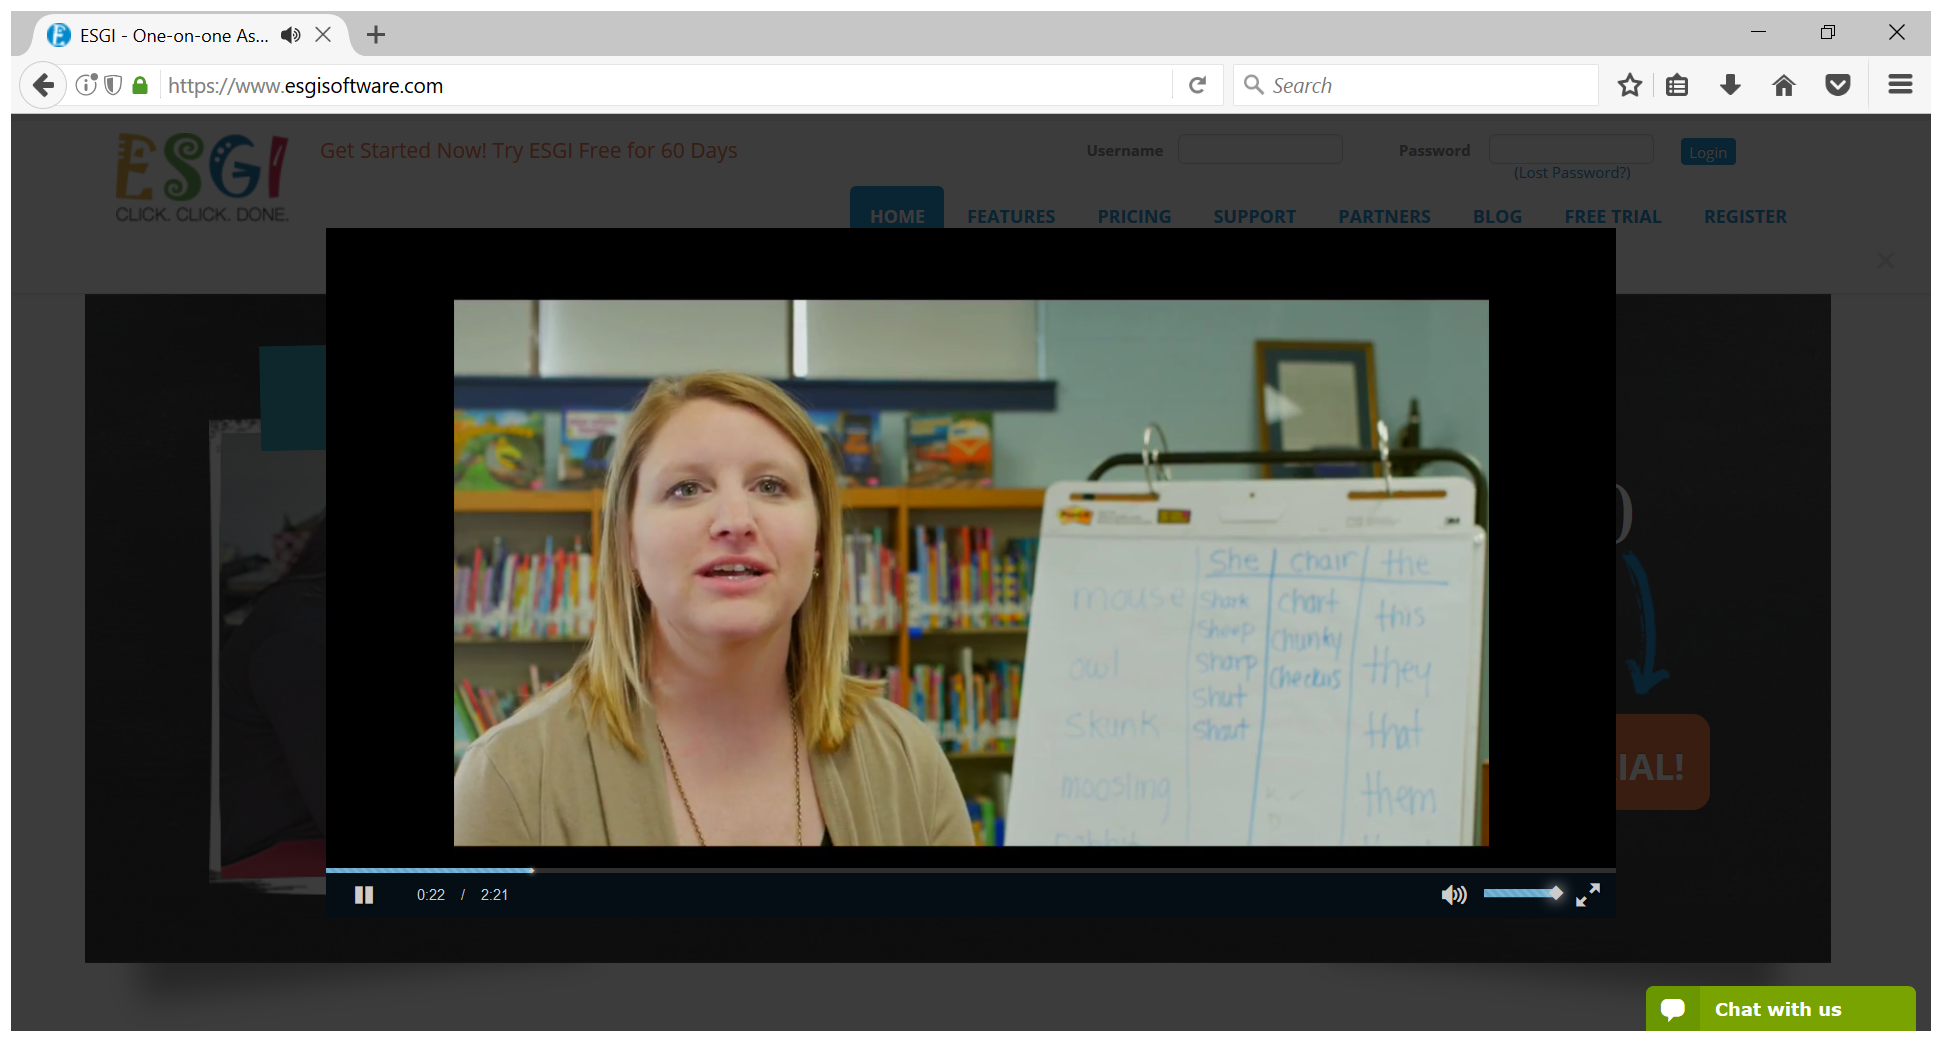 ESGI - One-on-one As...
https://www.esgisoftware.com
Search
ESGI
CLICK. CLICK. DONE.
Get Started Now! Try ESGI Free for 60 Days
Username
Password
Login
(Lost Password?)
HOME FEATURES PRICING SUPPORT PARTNERS BLOG FREE TRIAL REGISTER
She chair the
mouse shark chart this
sheep chunky
owl sharp they
shut
skunk that
moosling them
IAL!
0:22 / 2:21
Chat with us